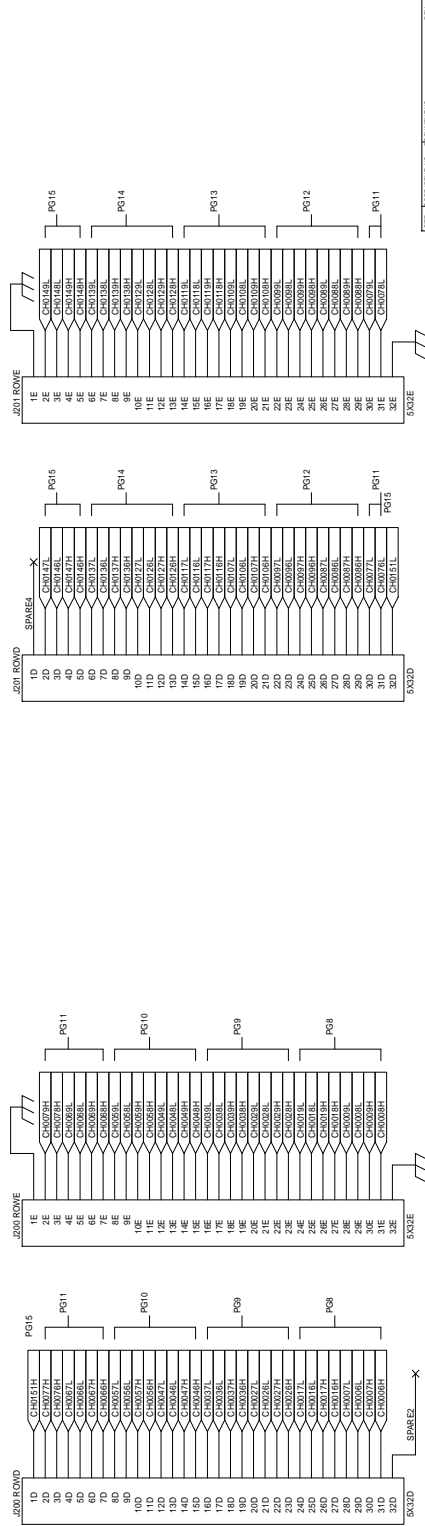 J200 ROWD
PG15
1D CH0151H
2D CH0077H
3D CH0076H
4D CH0067L
PG11
5D CH0066L
6D CH0067H
7D CH0066H
8D CH0057L
9D CH0056L
10D CH0057H
11D CH0056H
PG10
12D CH0047L
13D CH0046L
14D CH0047H
15D CH0046H
16D CH0037L
17D CH0036L
18D CH0037H
19D CH0036H
PG9
20D CH0027L
21D CH0026L
22D CH0027H
23D CH0026H
24D CH0017L
25D CH0016L
26D CH0017H
27D CH0016H
PG8
28D CH0007L
29D CH0006L
30D CH0007H
31D CH0006H
32D
SPARE2
5X32D
J200 ROWE
1E
2E CH0079H
3E CH0078H
4E CH0069L
PG11
5E CH0068L
6E CH0069H
7E CH0068H
8E CH0059L
9E CH0058L
10E CH0059H
11E CH0058H
PG10
12E CH0049L
13E CH0048L
14E CH0049H
15E CH0048H
16E CH0039L
17E CH0038L
18E CH0039H
19E CH0038H
PG9
20E CH0029L
21E CH0028L
22E CH0029H
23E CH0028H
24E CH0019L
25E CH0018L
26E CH0019H
27E CH0018H
PG8
28E CH0009L
29E CH0008L
30E CH0009H
31E CH0008H
32E
5X32E
J201 ROWD
SPARE4
1D
2D CH0147L
3D CH0146L
PG15
4D CH0147H
5D CH0146H
6D CH0137L
7D CH0136L
8D CH0137H
9D CH0136H
PG14
10D CH0127L
11D CH0126L
12D CH0127H
13D CH0126H
14D CH0117L
15D CH0116L
16D CH0117H
17D CH0116H
PG13
18D CH0107L
19D CH0106L
20D CH0107H
21D CH0106H
22D CH0097L
23D CH0096L
24D CH0097H
25D CH0096H
PG12
26D CH0087L
27D CH0086L
28D CH0087H
29D CH0086H
30D CH0077L
PG11
31D CH0076L
PG15
32D CH0151L
5X32D
J201 ROWE
1E
2E CH0149L
3E CH0148L
PG15
4E CH0149H
5E CH0148H
6E CH0139L
7E CH0138L
8E CH0139H
9E CH0138H
PG14
10E CH0129L
11E CH0128L
12E CH0129H
13E CH0128H
14E CH0119L
15E CH0118L
16E CH0119H
17E CH0118H
PG13
18E CH0109L
19E CH0108L
20E CH0109H
21E CH0108H
22E CH0099L
23E CH0098L
24E CH0099H
25E CH0098H
PG12
26E CH0089L
27E CH0088L
28E CH0089H
29E CH0088H
30E CH0079L
PG11
31E CH0078L
32E
5X32E